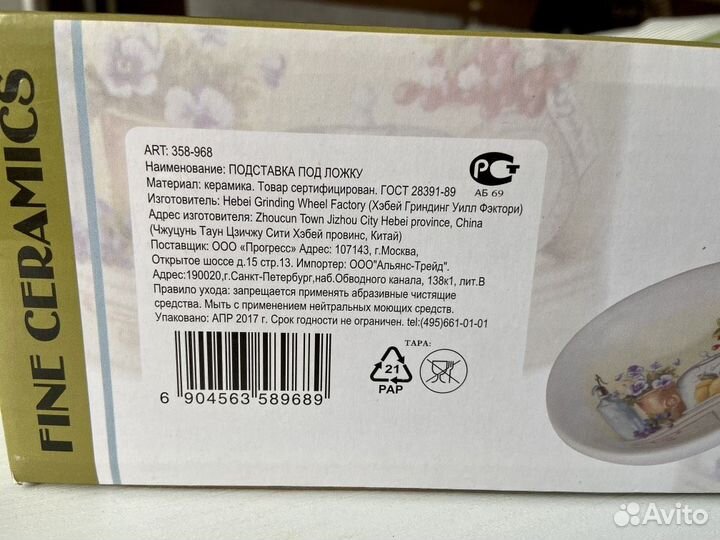 FINE CERAMICS
ART: 358-968
Наименование: ПОДСТАВКА ПОД ЛОЖКУ
Материал: керамика. Товар сертифицирован. ГОСТ 28391-89
Изготовитель: Hebei Grinding Wheel Factory (Хэбей Гриндинг Уилл Фэктори)
Адрес изготовителя: Zhoucun Town Jizhou City Hebei province, China
(Чжуцунь Таун Цзичжу Сити Хэбей провинс, Китай)
Поставщик: ООО «Прогресс» Адрес: 107143, г.Москва,
Открытое шоссе д.15 стр.13. Импортер: ООО"Альянс-Трейд".
Адрес:190020,г.Санкт-Петербург,наб.Обводного канала, 138к1, лит.В
Правило ухода: запрещается применять абразивные чистящие
средства. Мыть с применением нейтральных моющих средств.
Упаковано: АПР 2017 г. Срок годности не ограничен. tel:(495)661-01-01
РСТ
АБ 69
6 904563 589689
ТАРА:
21
PAP
Avito